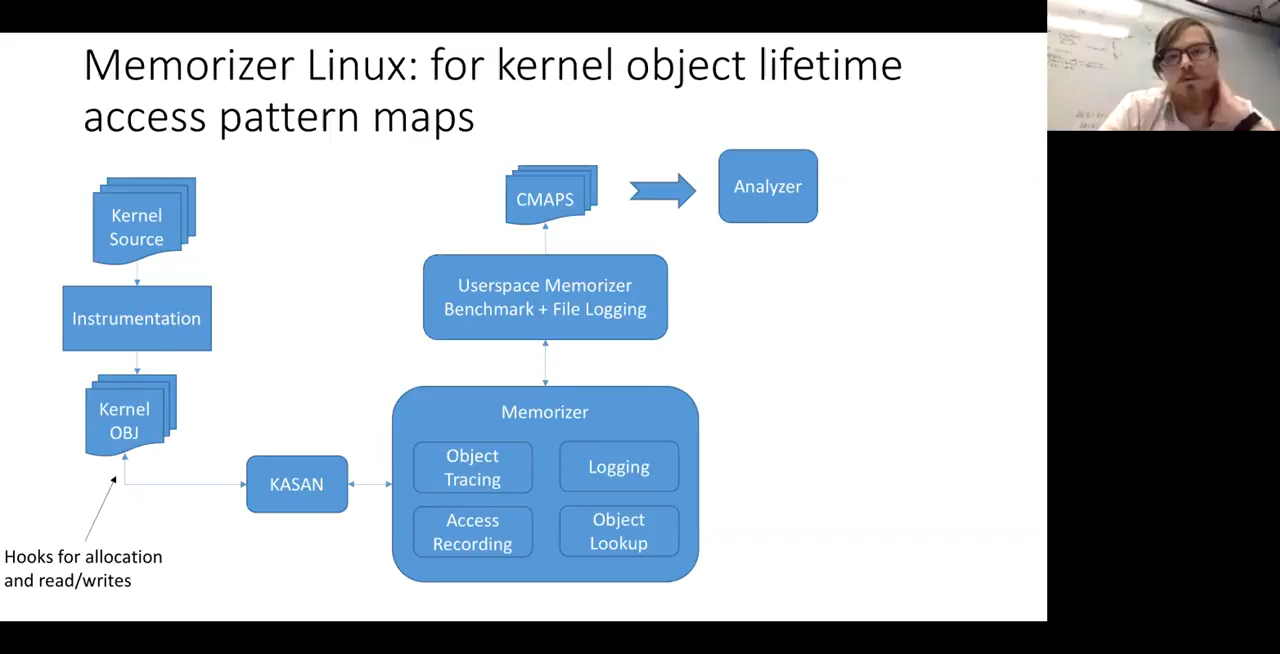 Memorizer Linux: for kernel object lifetime
access pattern maps
Kernel
Source
Instrumentation
Kernel
OBJ
Hooks for allocation
and read/writes
KASAN
CMAPS
Analyzer
Userspace Memorizer
Benchmark + File Logging
Memorizer
Object
Tracing
Logging
Access
Recording
Object
Lookup